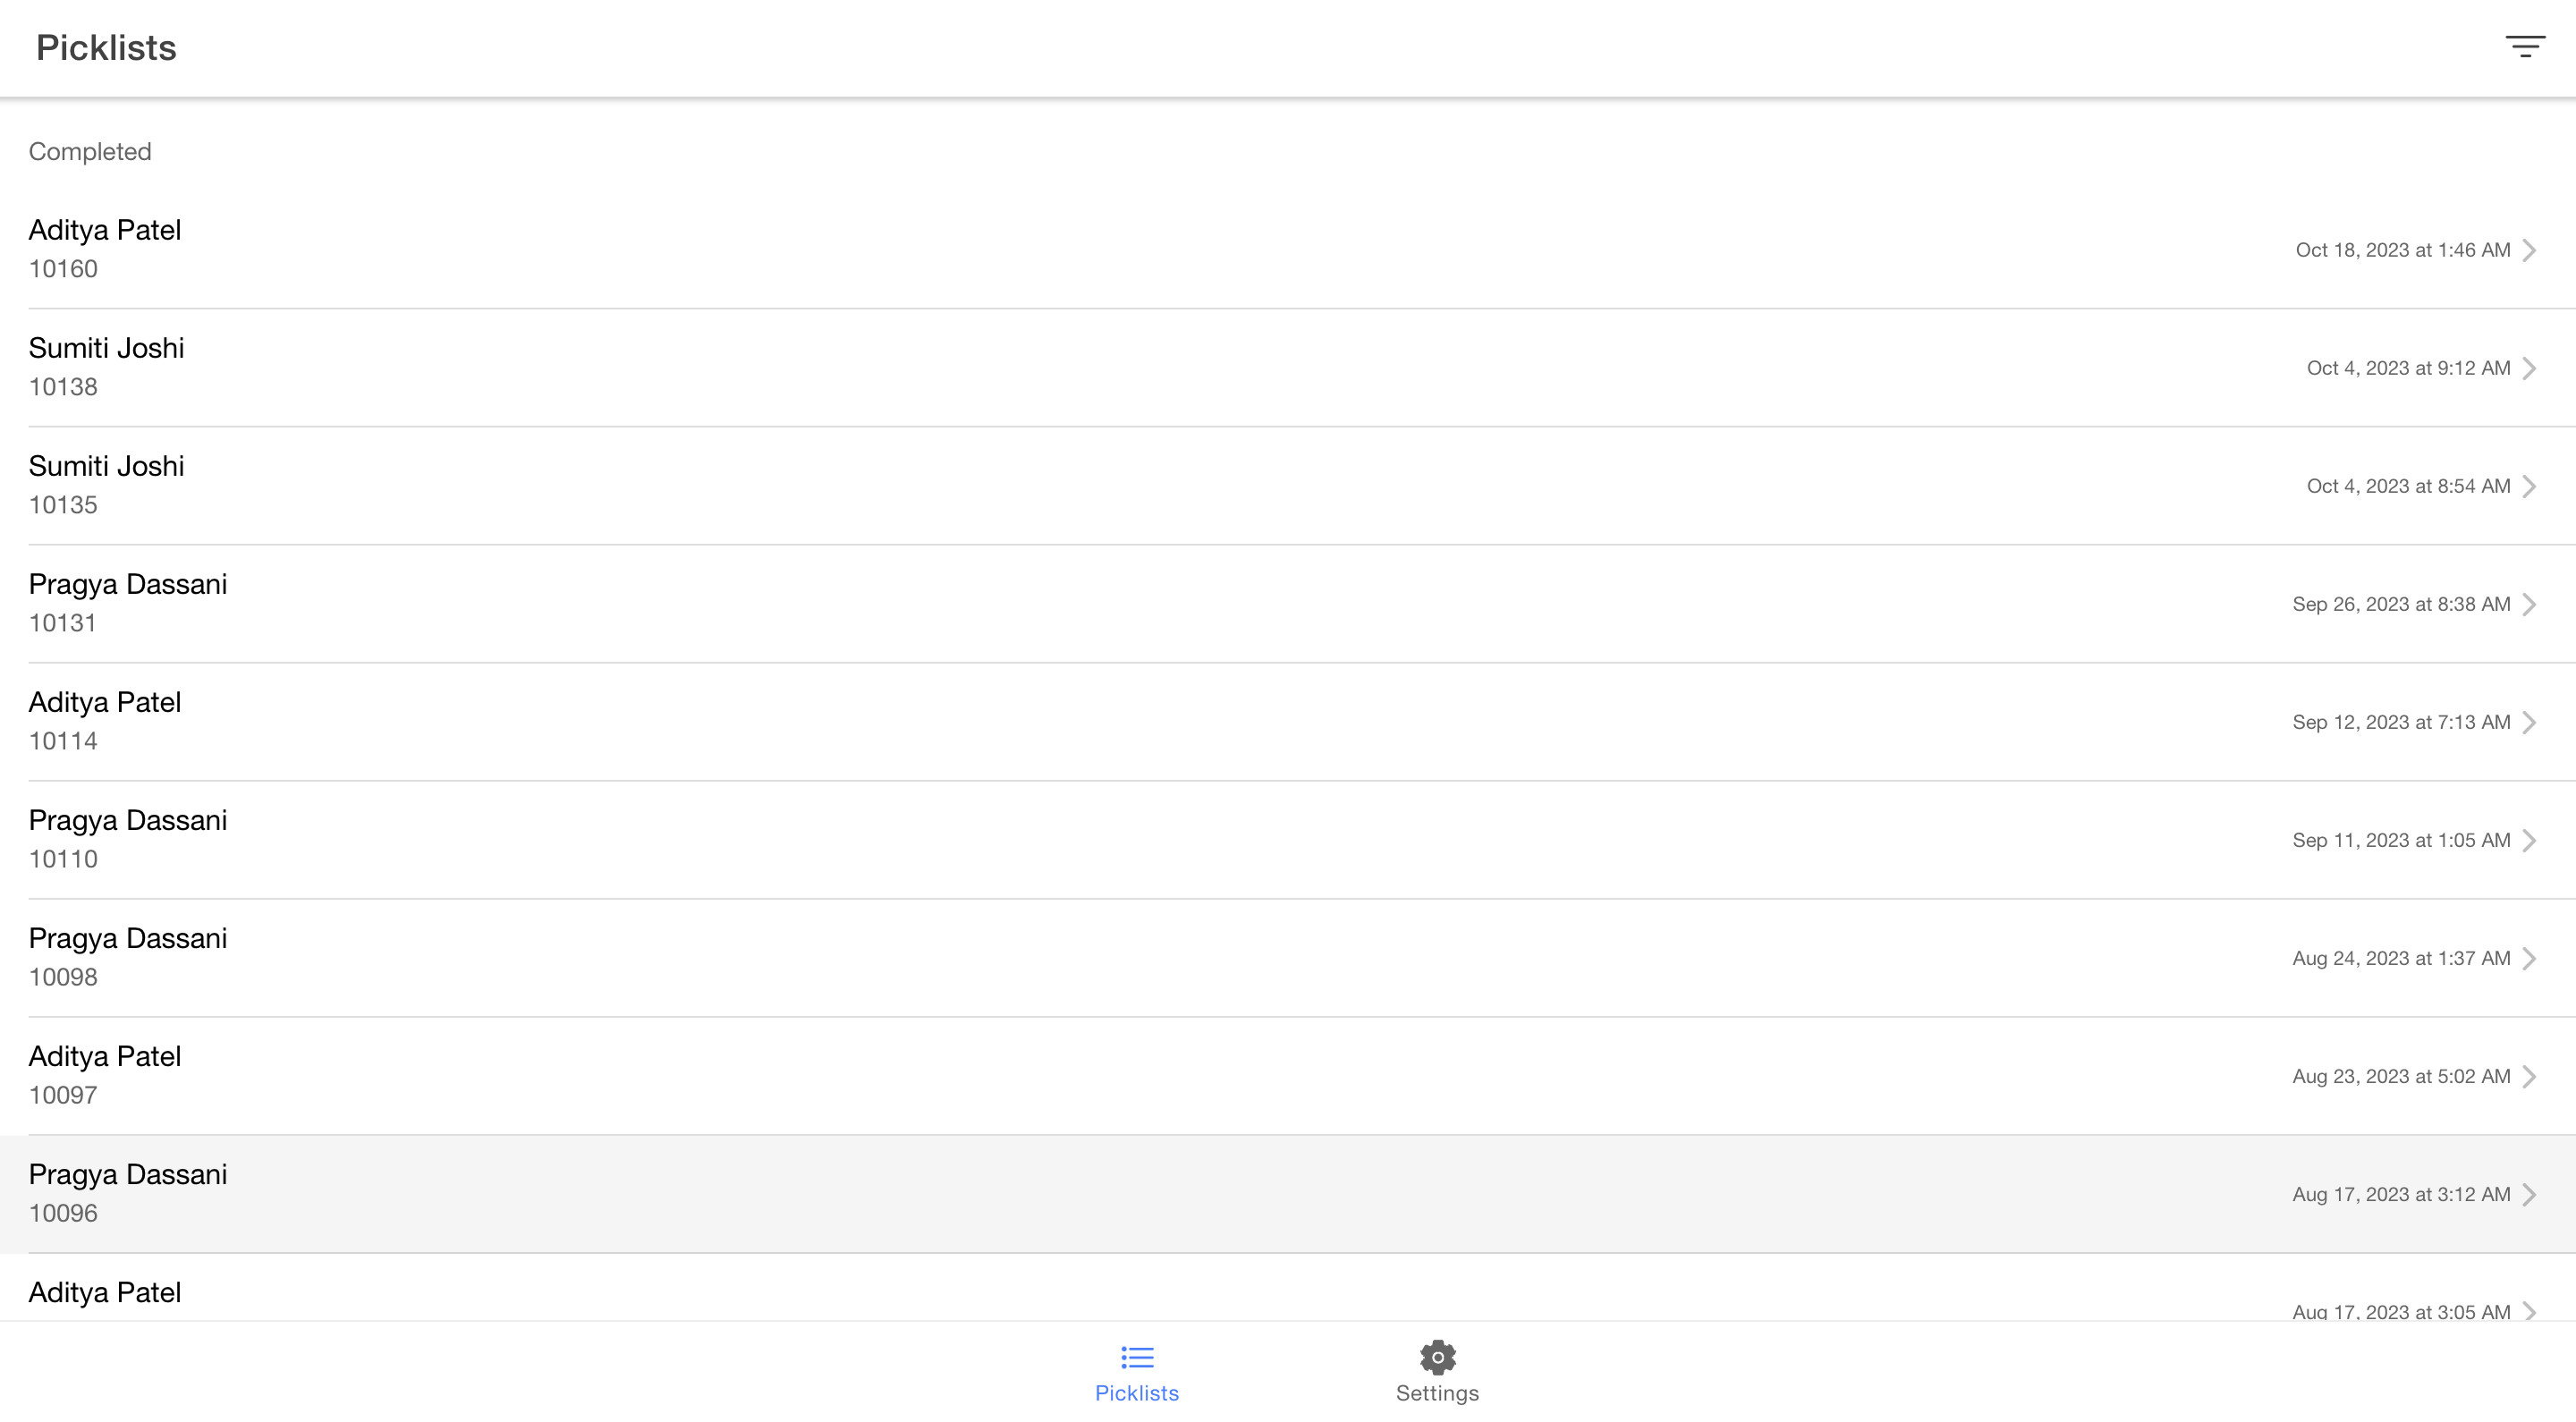 Picklists
Completed
Aditya Patel
10160
Oct 18, 2023 at 1:46 AM
Sumiti Joshi
10138
Oct 4, 2023 at 9:12 AM
Sumiti Joshi
10135
Oct 4, 2023 at 8:54 AM
Pragya Dassani
10131
Sep 26, 2023 at 8:38 AM
Aditya Patel
10114
Sep 12, 2023 at 7:13 AM
Pragya Dassani
10110
Sep 11, 2023 at 1:05 AM
Pragya Dassani
10098
Aug 24, 2023 at 1:37 AM
Aditya Patel
10097
Aug 23, 2023 at 5:02 AM
Pragya Dassani
10096
Aug 17, 2023 at 3:12 AM
Aditya Patel
Aug 17, 2023 at 3:05 AM
Picklists
Settings